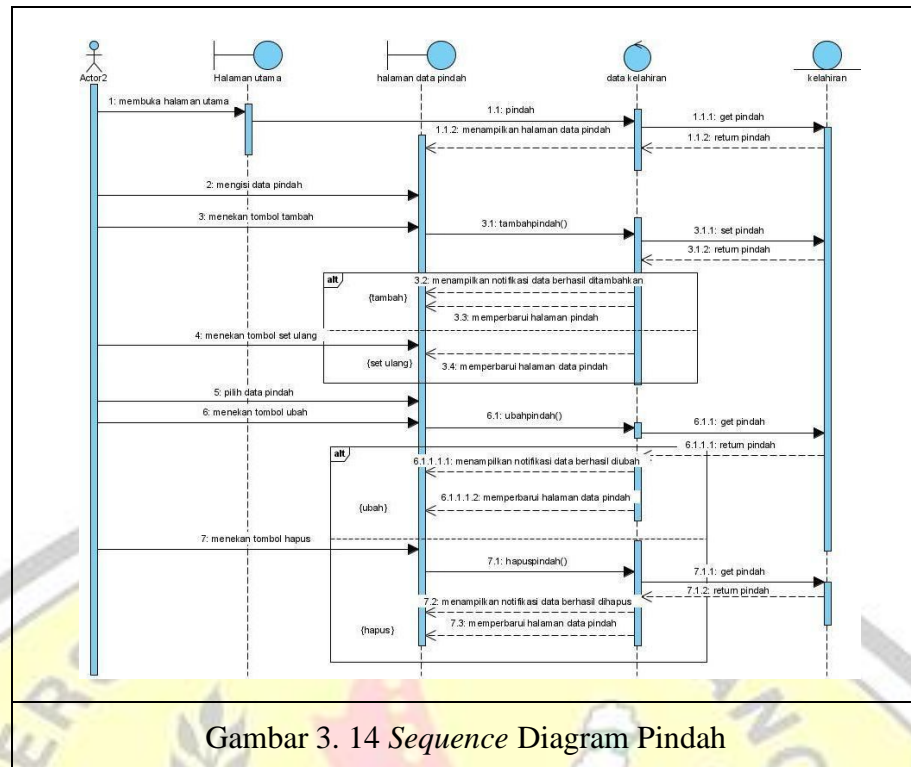 Actor2
Halaman utama
halaman data pindah
data kelahiran
kelahiran
1: membuka halaman utama
1.1: pindah
1.1.1: get pindah
1.1.2: menampilkan halaman data pindah
1.1.2: return pindah
2: mengisi data pindah
3: menekan tombol tambah
3.1: tambahpindah()
3.1.1: set pindah
3.1.2: return pindah
alt
3.2: menampilkan notifikasi data berhasil ditambahkan
{tambah}
3.3: memperbarui halaman pindah
4: menekan tombol set ulang
{set ulang}
3.4: memperbarui halaman data pindah
5: pilih data pindah
6: menekan tombol ubah
6.1: ubahpindah()
6.1.1: get pindah
6.1.1.1: return pindah
alt
6.1.1.1.1: menampilkan notifikasi data berhasil diubah
6.1.1.1.2: memperbarui halaman data pindah
{ubah}
7: menekan tombol hapus
7.1: hapuspindah()
7.1.1: get pindah
7.1.2: return pindah
7.2: menampilkan notifikasi data berhasil dihapus
7.3: memperbarui halaman data pindah
{hapus}
Gambar 3. 14 Sequence Diagram Pindah